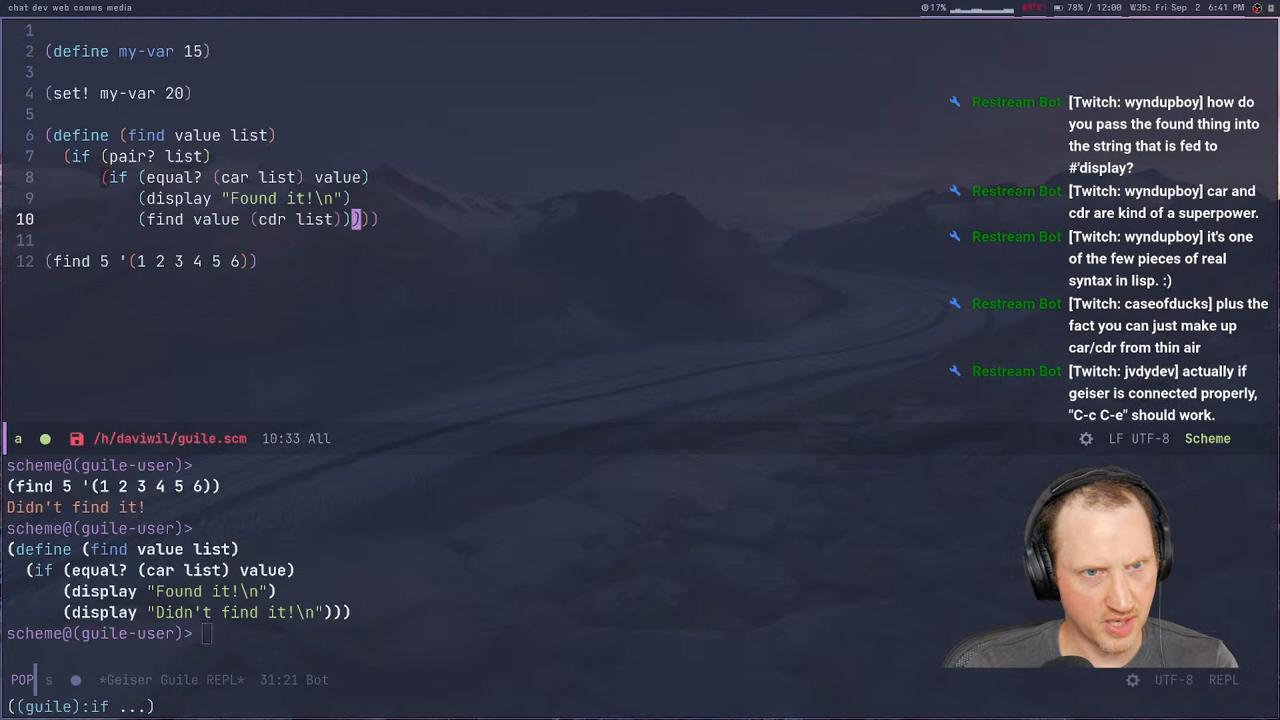 chat dev web comms media
17%
78% / 12:00 W35: Fri Sep 2 6:41 PM
1
2 (define my-var 15)
3
4 (set! my-var 20)
5
6 (define (find value list)
7 (if (pair? list)
8 (if (equal? (car list) value)
9 (display "Found it!\n")
10 (find value (cdr list)))))
11
12 (find 5 '(1 2 3 4 5 6))
Restream Bot [Twitch: wyndupboy] how do
you pass the found thing into
the string that is fed to
#'display?
Restream Bot [Twitch: wyndupboy] car and
cdr are kind of a superpower.
Restream Bot [Twitch: wyndupboy] it's one
of the few pieces of real
syntax in lisp. :)
Restream Bot [Twitch: caseofducks] plus the
fact you can just make up
car/cdr from thin air
Restream Bot [Twitch: jvdydev] actually if
geiser is connected properly,
"C-c C-e" should work.
a /h/daviwil/guile.scm 10:33 All LF UTF-8 Scheme
scheme@(guile-user)>
(find 5 '(1 2 3 4 5 6))
Didn't find it!
scheme@(guile-user)>
(define (find value list)
(if (equal? (car list) value)
(display "Found it!\n")
(display "Didn't find it!\n")))
scheme@(guile-user)>
POP s *Geiser Guile REPL* 31:21 Bot UTF-8 REPL
((guile):if ...)